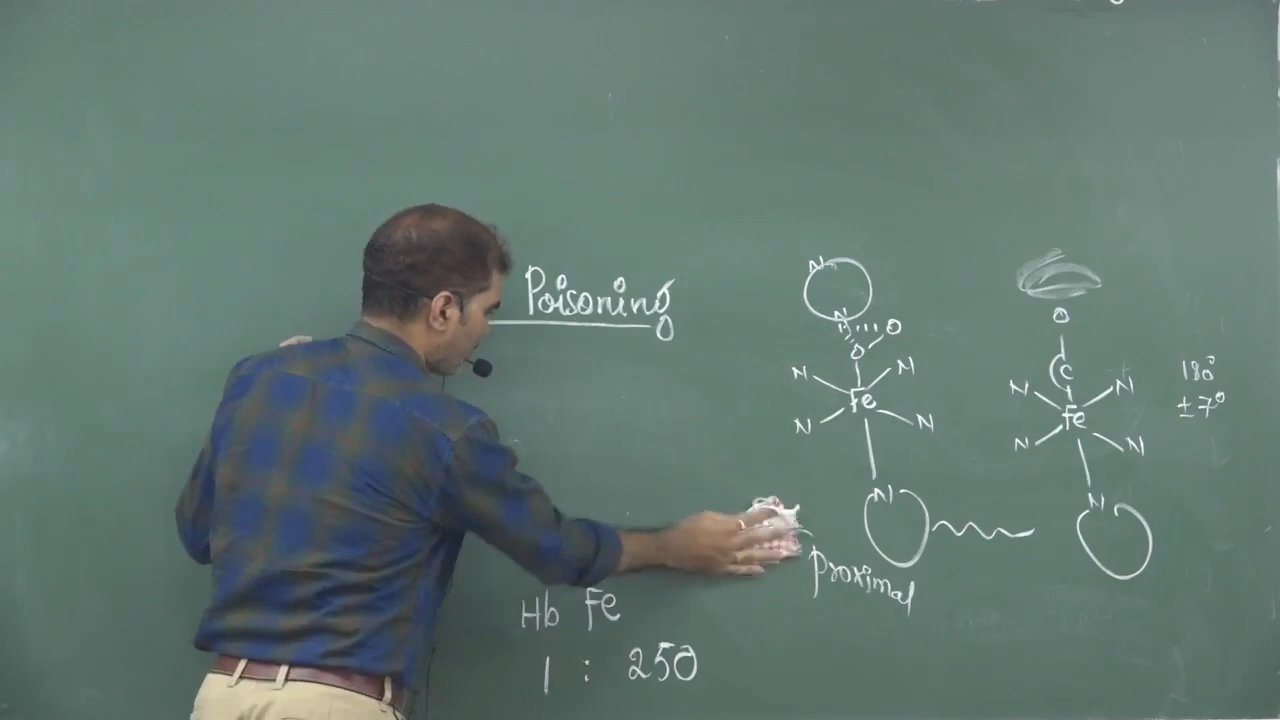 Poisoning
N
N
O
O
N N
Fe
N N
N
proximal
O
C
N N
Fe
N N
N
180°
±7°
Hb Fe
1 : 250